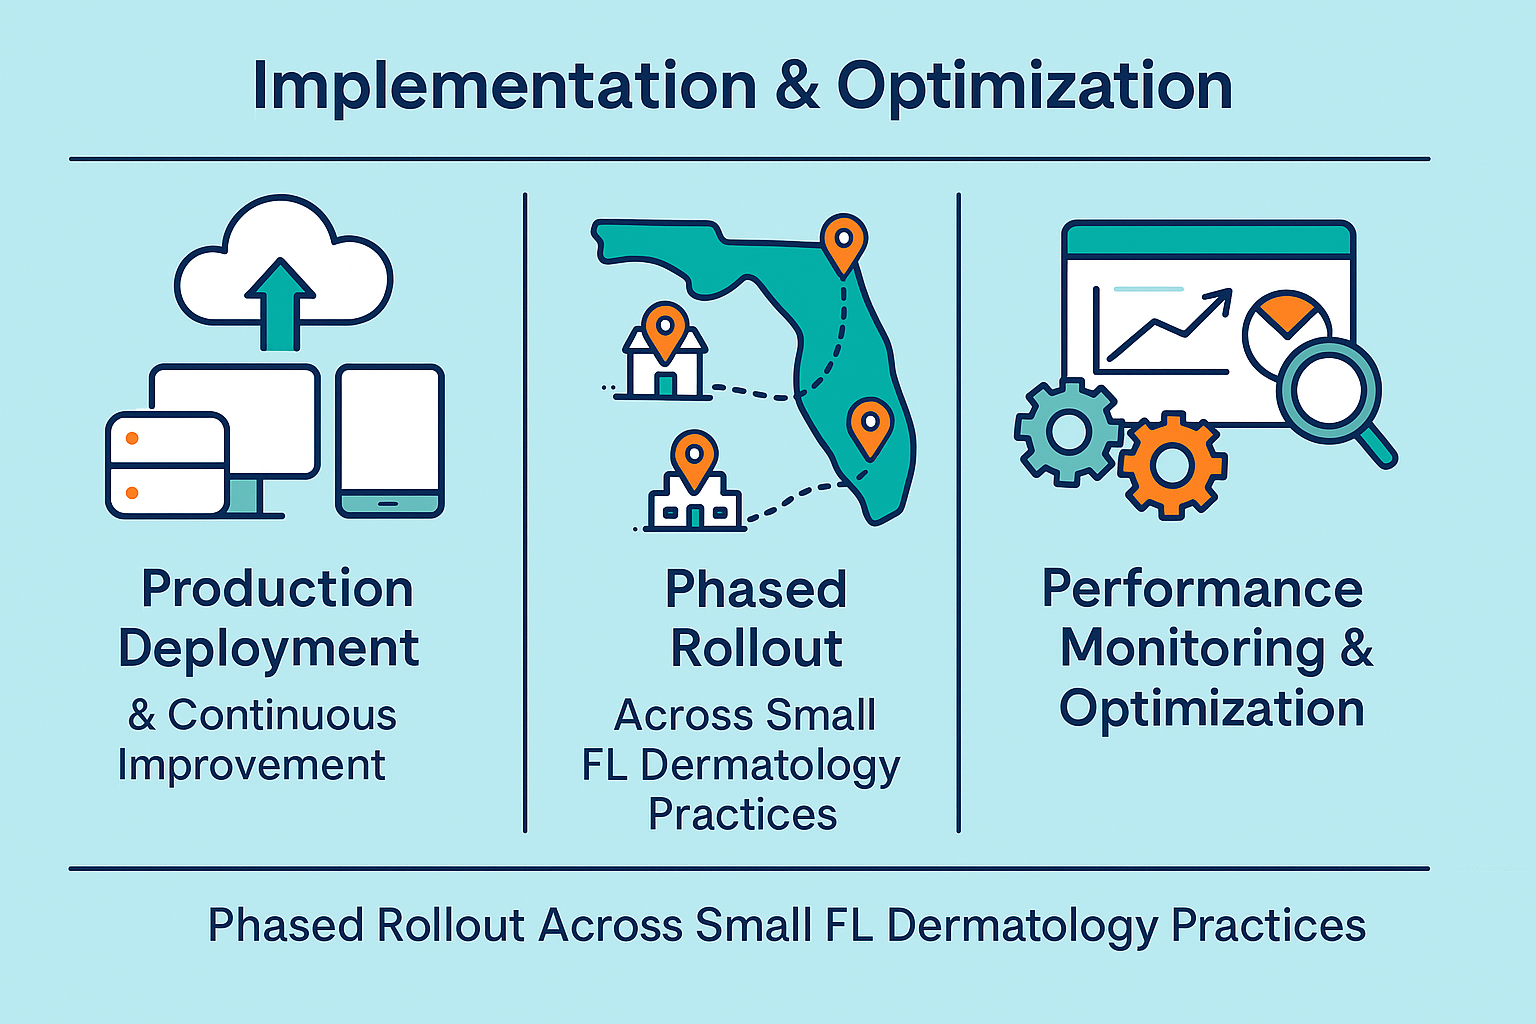 Implementation & Optimization
Production
Deployment
& Continuous
Improvement
Phased
Rollout
Across Small
FL Dermatology
Practices
Performance
Monitoring &
Optimization
Phased Rollout Across Small FL Dermatology Practices